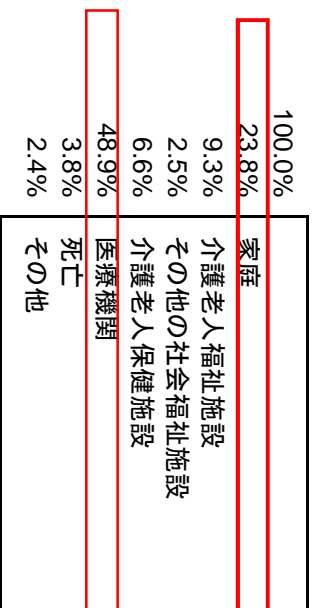 100.0%
23.8% 家庭
9.3% 介護老人福祉施設
2.5% その他の社会福祉施設
6.6% 介護老人保健施設
48.9% 医療機関
3.8% 死亡
2.4% その他